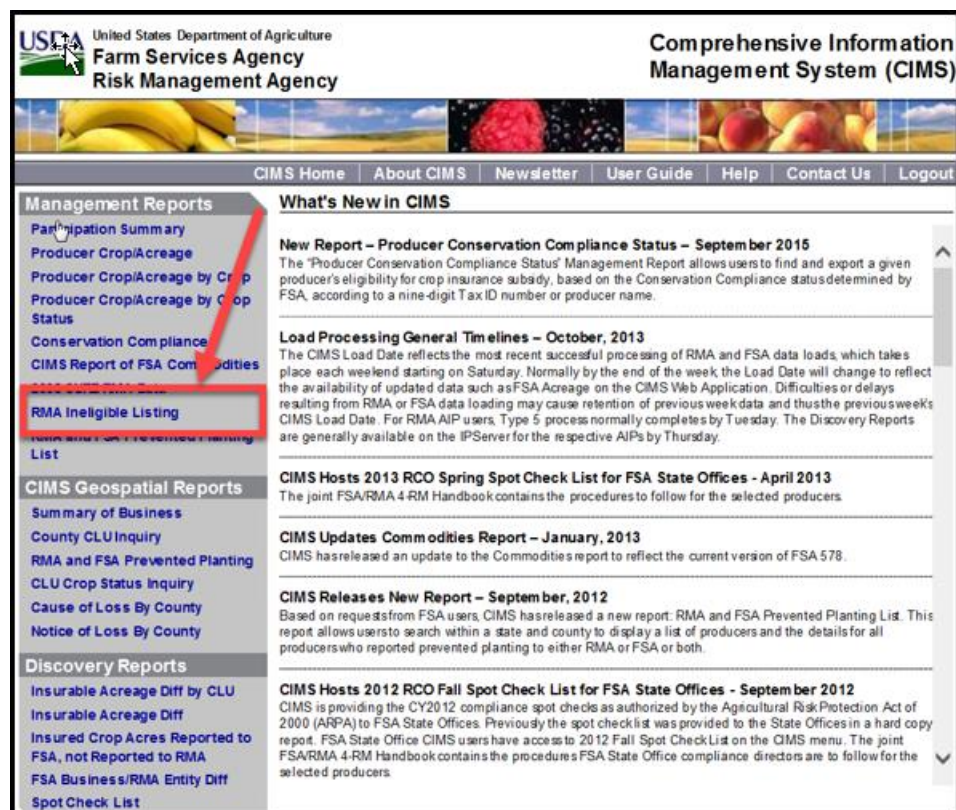 USDA
United States Department of Agriculture
Farm Services Agency
Risk Management Agency
Comprehensive Information
Management System (CIMS)
CIMS Home | About CIMS | Newsletter | User Guide | Help | Contact Us | Logout
Management Reports
Participation Summary
Producer Crop/Acreage
Producer Crop/Acreage by Crop
Producer Crop/Acreage by Crop
Status
Conservation Compliance
CIMS Report of FSA Commodities
RMA Ineligible Listing
RMA and FSA Prevented Planting
List
CIMS Geospatial Reports
Summary of Business
County CLU Inquiry
RMA and FSA Prevented Planting
CLU Crop Status Inquiry
Cause of Loss By County
Notice of Loss By County
Discovery Reports
Insurable Acreage Diff by CLU
Insurable Acreage Diff
Insured Crop Acres Reported to
FSA, not Reported to RMA
FSA Business/RMA Entity Diff
Spot Check List
What's New in CIMS
New Report – Producer Conservation Compliance Status – September 2015
The "Producer Conservation Compliance Status" Management Report allows users to find and export a given
producer's eligibility for crop insurance subsidy, based on the Conservation Compliance status determined by
FSA, according to a nine-digit Tax ID number or producer name.
Load Processing General Timelines – October, 2013
The CIMS Load Date reflects the most recent successful processing of RMA and FSA data loads, which takes
place each weekend starting on Saturday. Normally by the end of the week, the Load Date will change to reflect
the availability of updated data such as FSA Acreage on the CIMS Web Application. Difficulties or delays
resulting from RMA or FSA data loading may cause retention of previous week data and thus the previous week's
CIMS Load Date. For RMA AIP users, Type 5 process normally completes by Tuesday. The Discovery Reports
are generally available on the IPServer for the respective AIPs by Thursday.
CIMS Hosts 2013 RCO Spring Spot Check List for FSA State Offices - April 2013
The joint FSA/RMA 4-RM Handbook contains the procedures to follow for the selected producers.
CIMS Updates Commodities Report – January, 2013
CIMS has released an update to the Commodities report to reflect the current version of FSA 578.
CIMS Releases New Report – September, 2012
Based on requests from FSA users, CIMS has released a new report: RMA and FSA Prevented Planting List. This
report allows users to search within a state and county to display a list of producers and the details for all
producers who reported prevented planting to either RMA or FSA or both.
CIMS Hosts 2012 RCO Fall Spot Check List for FSA State Offices - September 2012
CIMS is providing the CY2012 compliance spot checks as authorized by the Agricultural Risk Protection Act of
2000 (ARPA) to FSA State Offices. Previously the spot check list was provided to the State Offices in a hard copy
report. FSA State Office CIMS users have access to 2012 Fall Spot Check List on the CIMS menu. The joint
FSA/RMA 4-RM Handbook contains the procedures FSA State Office compliance directors are to follow for the
selected producers.